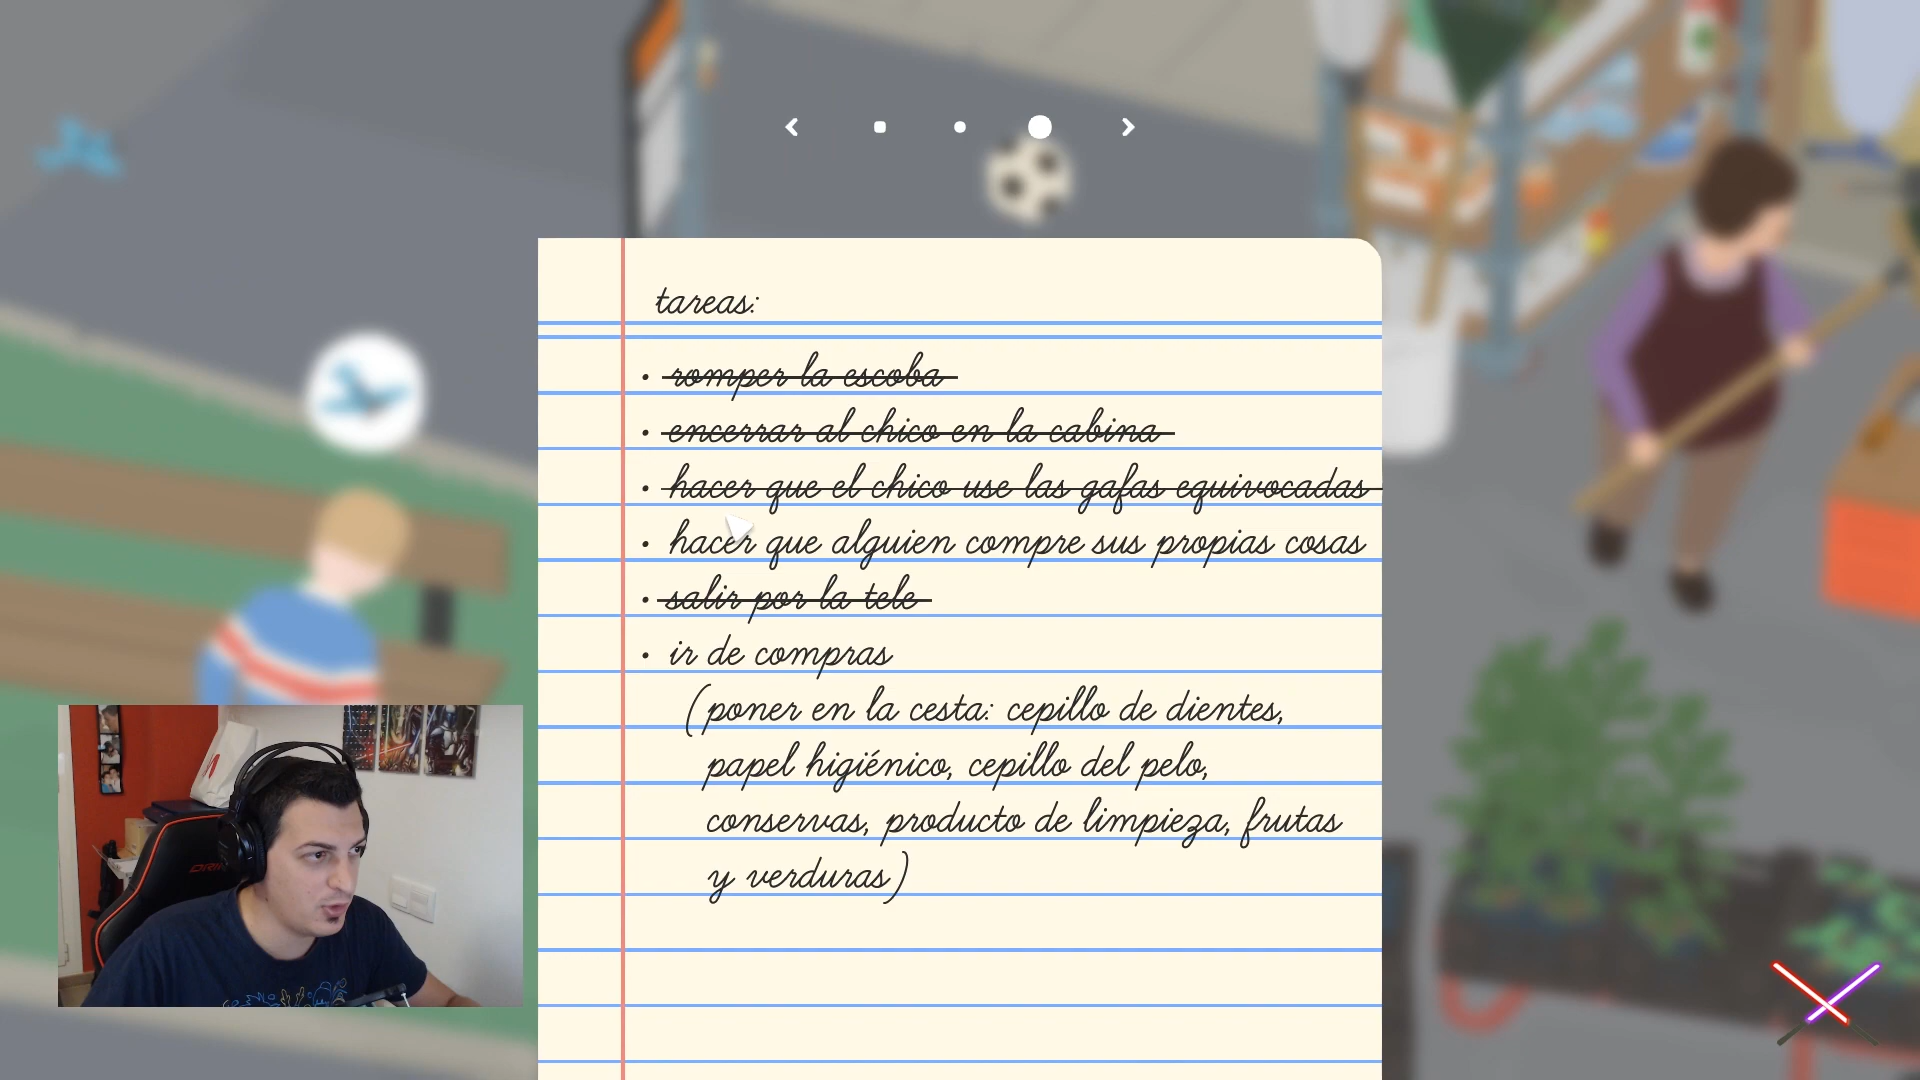 tareas:
• romper la escoba
• encerrar al chico en la cabina
• hacer que el chico use las gafas equivocadas
• hacer que alguien compre sus propias cosas
• salir por la tele
• ir de compras
(poner en la cesta: cepillo de dientes,
papel higiénico, cepillo del pelo,
conservas, producto de limpieza, frutas
y verduras)